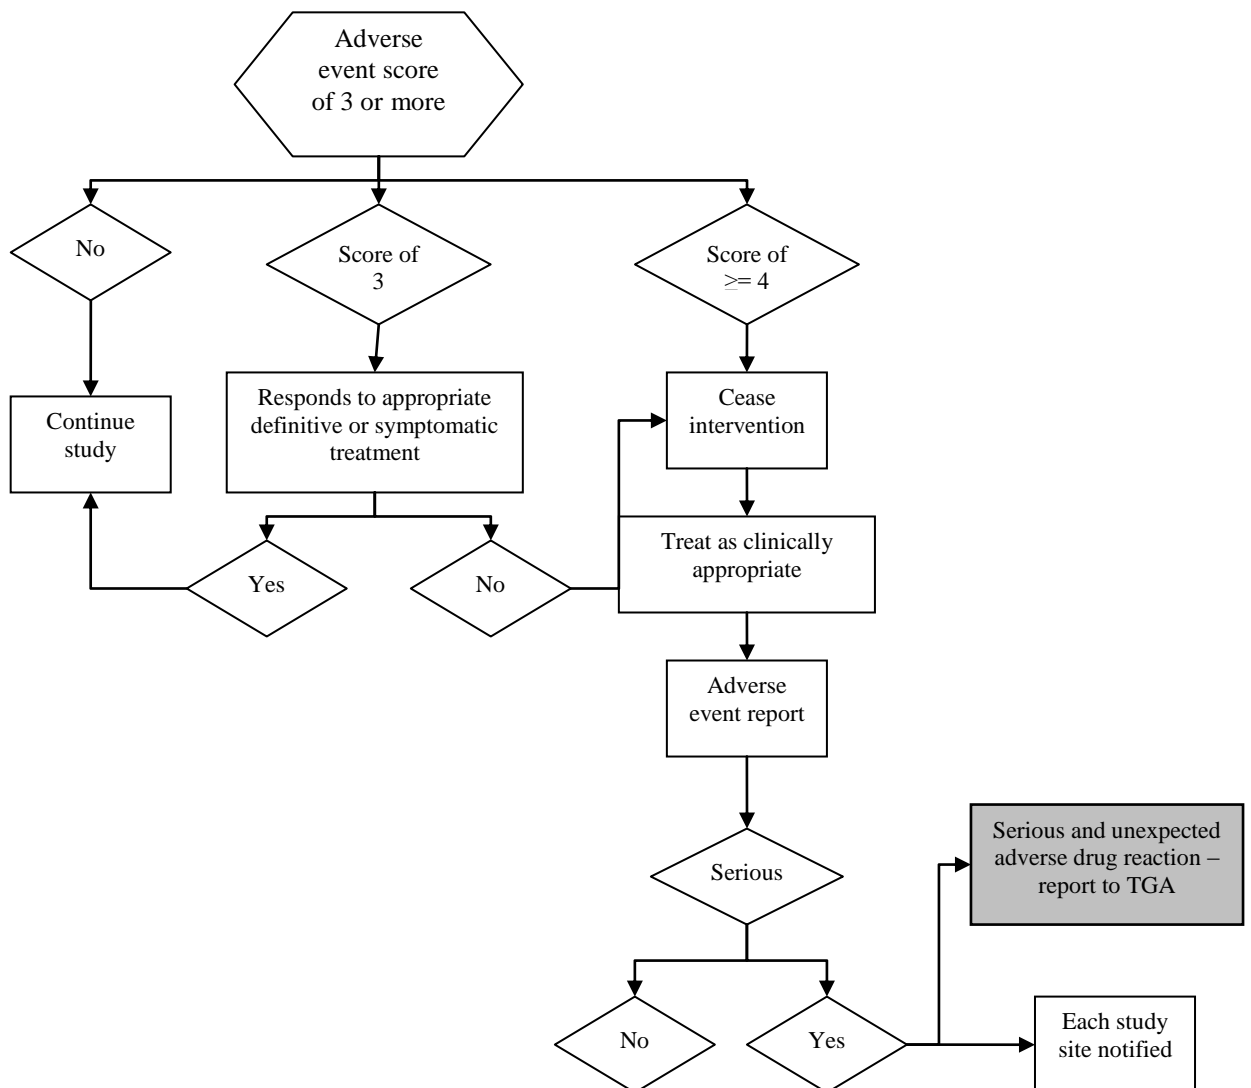 Adverse
event score
of 3 or more
No
Score of
3
Score of
>= 4
Continue
study
Responds to appropriate
definitive or symptomatic
treatment
Cease
intervention
Yes
No
Treat as clinically
appropriate
Adverse
event report
Serious
Serious and unexpected
adverse drug reaction –
report to TGA
No
Yes
Each study
site notified